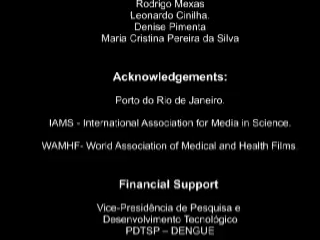 Rodrigo Mexas
Leonardo Cinilha.
Denise Pimenta
Maria Cristina Pereira da Silva
Acknowledgements:
Porto do Rio de Janeiro.
IAMS - International Association for Media in Science.
WAMHF- World Association of Medical and Health Films
Financial Support
Vice-Presidência de Pesquisa e
Desenvolvimento Tecnológico
PDTSP – DENGUE